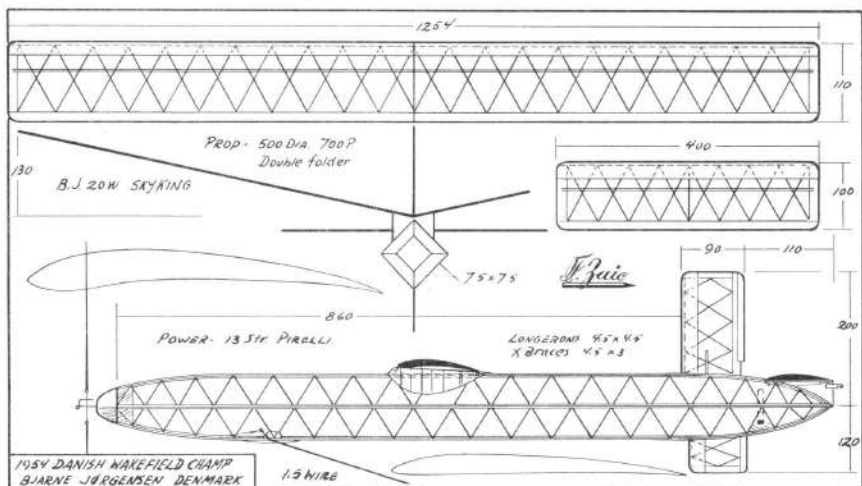 1254
110
PROP. 500 DIA. 700 P.
Double folder
400
130
B.J. 20W SKYKING
100
90
110
75x75
F. Zaic
860
POWER- 13 Str. PIRELLI
LONGERONS 4.5 x 4.5
X Braces 4.5 x 3
200
120
1954 DANISH WAKEFIELD CHAMP
BJARNE JØRGENSEN DENMARK
1.5 WIRE